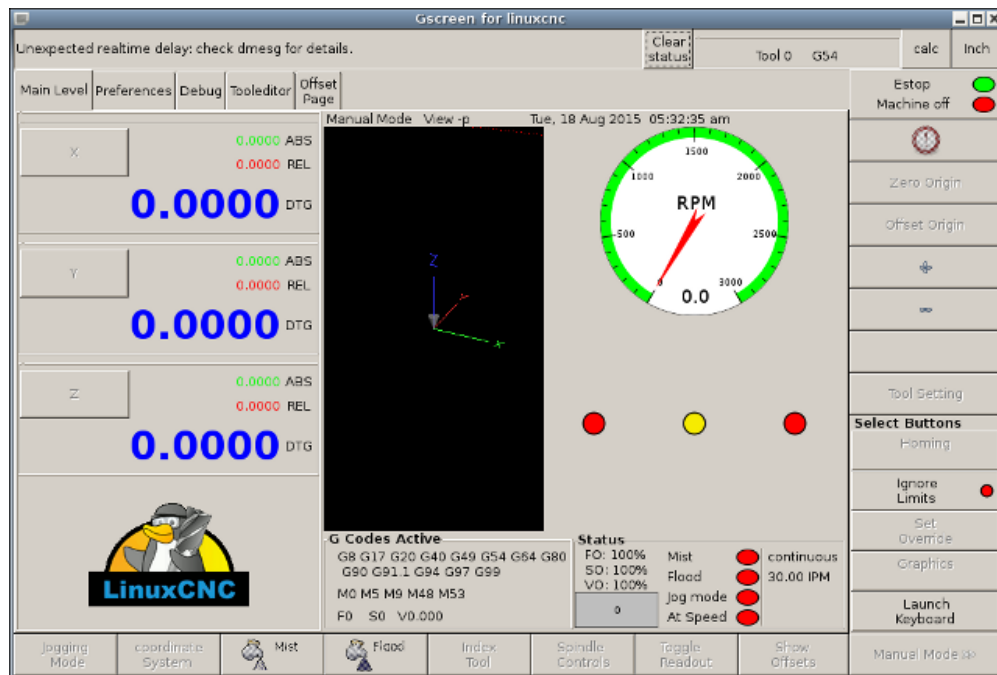 Gscreen for linuxcnc
Unexpected realtime delay: check dmesg for details.
Clear status
Tool 0 G54
calc
Inch
Main Level
Preferences
Debug
Tooleditor
Offset Page
Estop
Machine off
X
0.0000 ABS
0.0000 REL
0.0000 DTG
Y
0.0000 ABS
0.0000 REL
0.0000 DTG
Z
0.0000 ABS
0.0000 REL
0.0000 DTG
LinuxCNC
Manual Mode View -p Tue, 18 Aug 2015 05:32:35 am
Z
Y
X
0
500
1000
1500
2000
2500
3000
RPM
0.0
G Codes Active
G8 G17 G20 G40 G49 G54 G64 G80
G90 G91.1 G94 G97 G99
M0 M5 M9 M48 M53
F0 S0 V0.000
Status
FO: 100%
SO: 100%
VO: 100%
0
Mist
Flood
Jog mode
At Speed
continuous
30.00 IPM
Zero Origin
Offset Origin
Tool Setting
Select Buttons
Homing
Ignore
Limits
Set
Override
Graphics
Launch
Keyboard
Jogging
Mode
coordinate
System
Mist
Flood
Index
Tool
Spindle
Controls
Toggle
Readout
Show
Offsets
Manual Mode